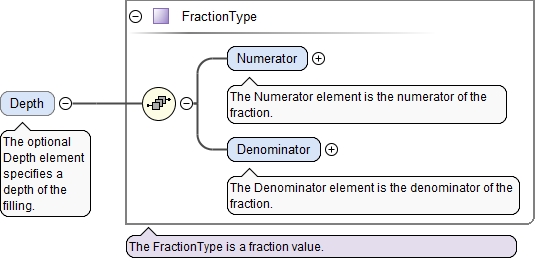 FractionType
Numerator
The Numerator element is the numerator of the
fraction.
Depth
The optional
Depth element
specifies a
depth of the
filling.
Denominator
The Denominator element is the denominator of the
fraction.
The FractionType is a fraction value.